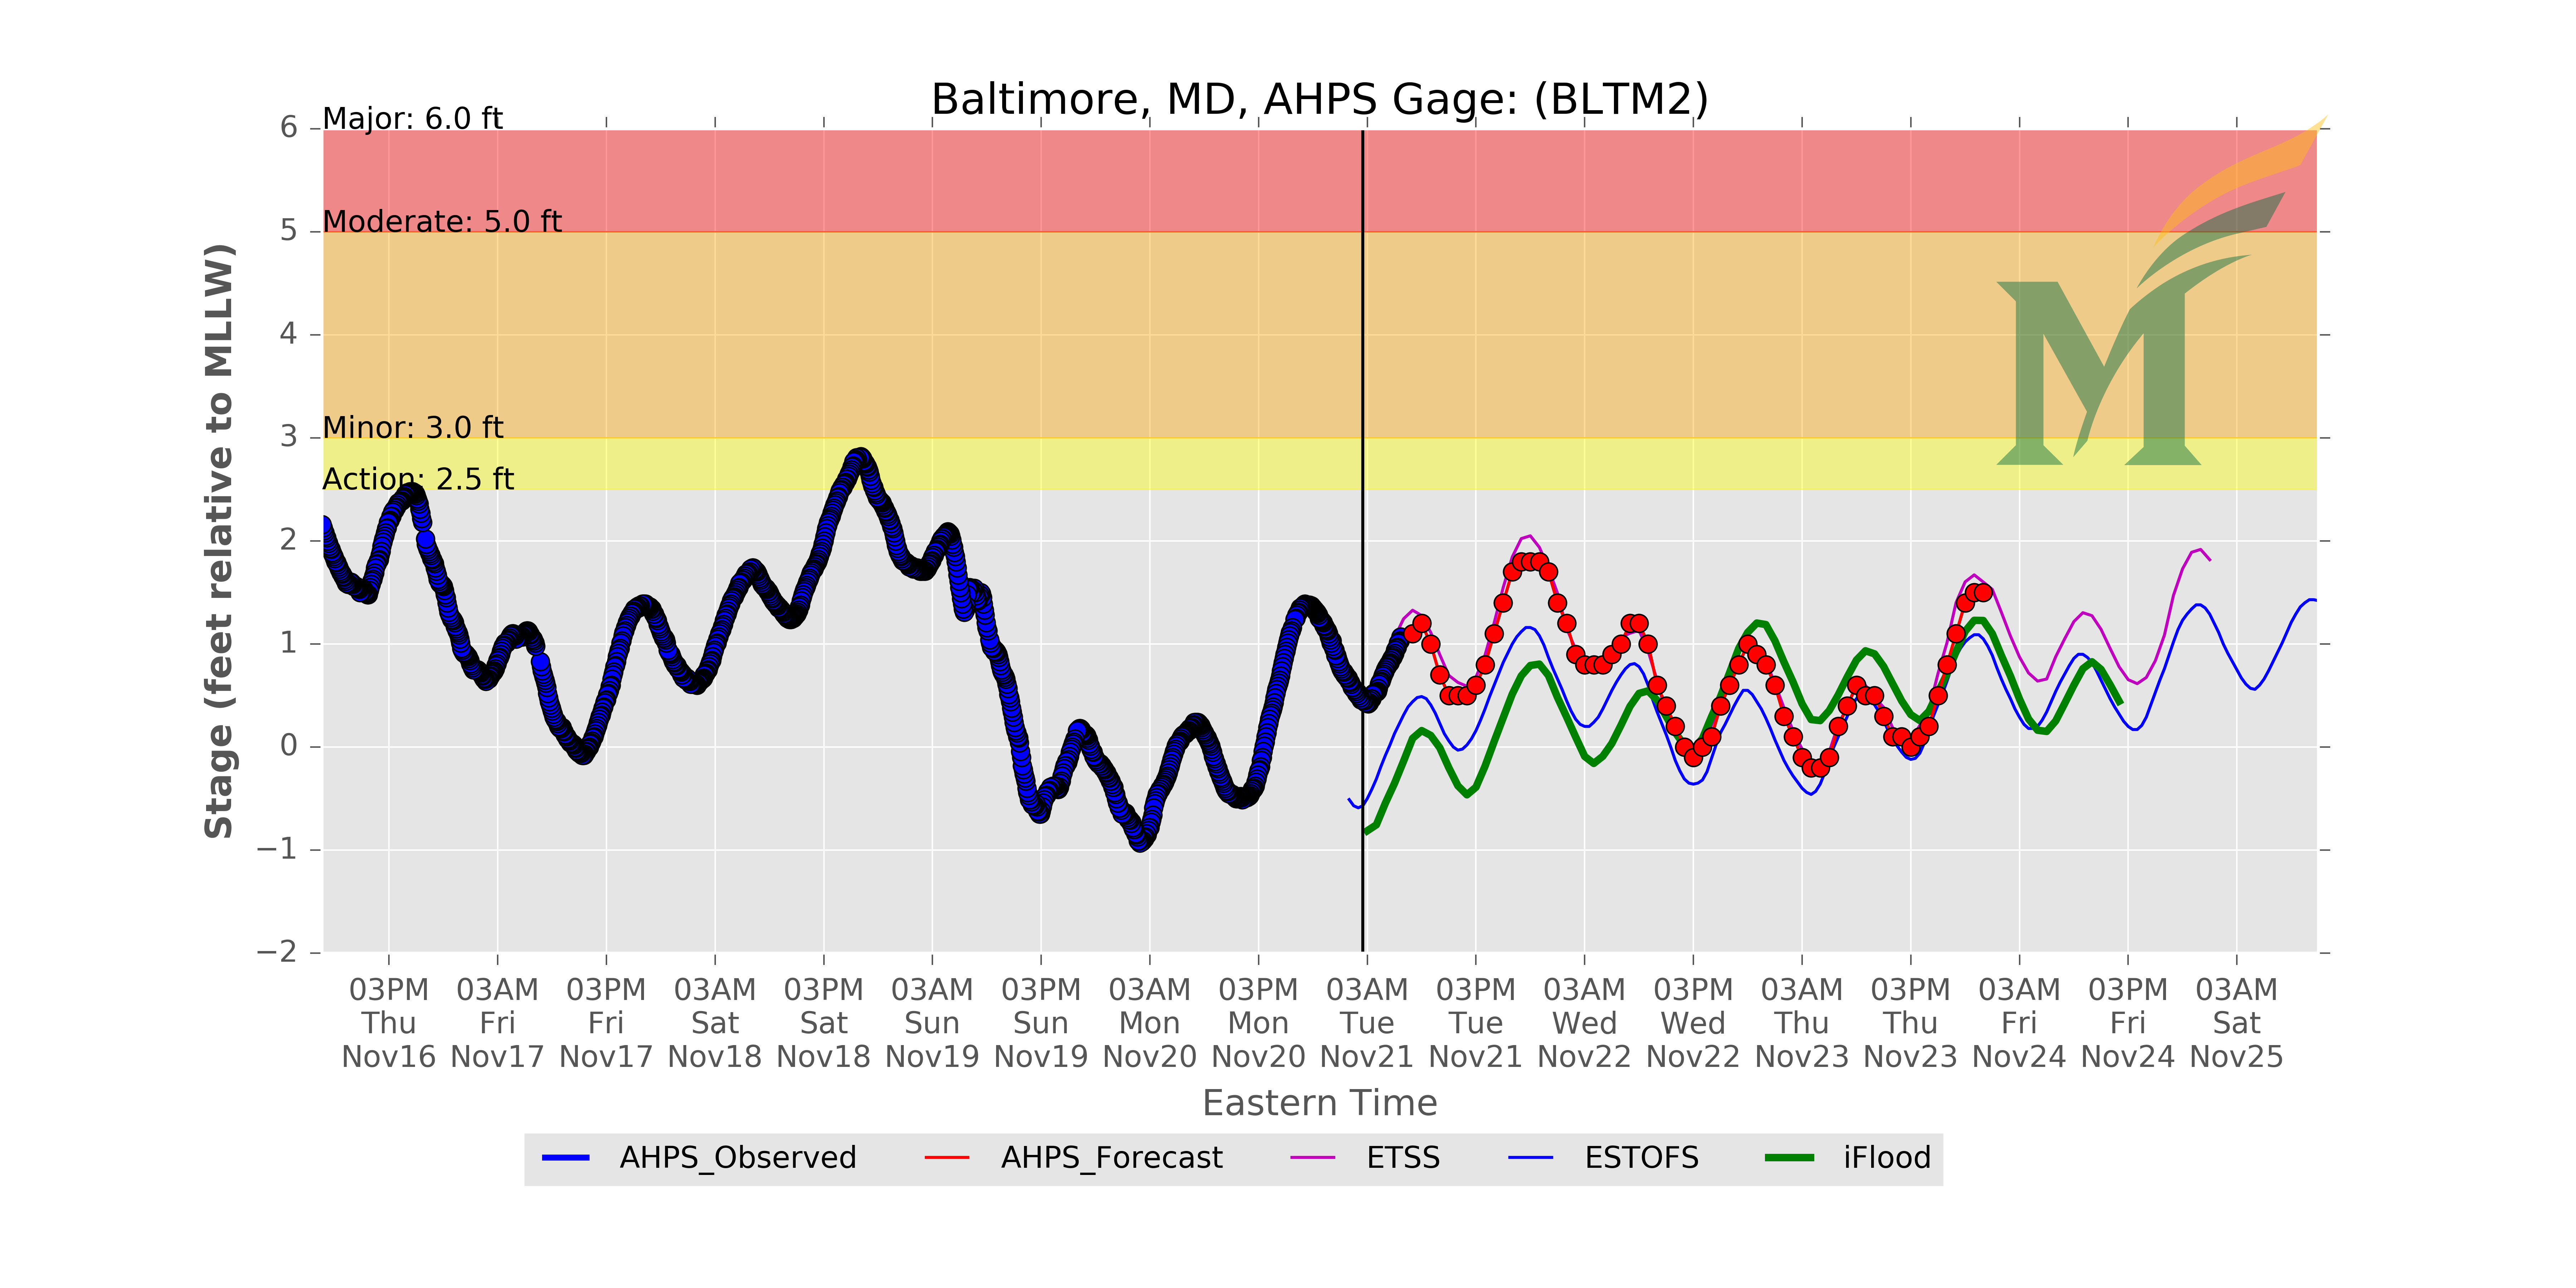 Baltimore, MD, AHPS Gage: (BLTM2)
Major: 6.0 ft
Moderate: 5.0 ft
Minor: 3.0 ft
Action: 2.5 ft
6
5
4
3
2
1
0
−1
−2
Stage (feet relative to MLLW)
M
03PM 03AM 03PM 03AM 03PM 03AM 03PM 03AM 03PM 03AM 03PM 03AM 03PM 03AM 03PM 03AM 03PM 03AM
Thu Fri Fri Sat Sat Sun Sun Mon Mon Tue Tue Wed Wed Thu Thu Fri Fri Sat
Nov16 Nov17 Nov17 Nov18 Nov18 Nov19 Nov19 Nov20 Nov20 Nov21 Nov21 Nov22 Nov22 Nov23 Nov23 Nov24 Nov24 Nov25
Eastern Time
AHPS_Observed AHPS_Forecast ETSS ESTOFS iFlood